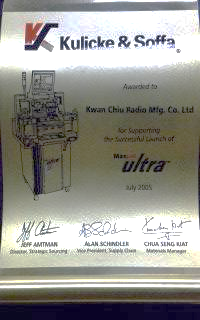 Kulicke & Soffa
®
Awarded to
Kwan Chiu Radio Mfg. Co. Ltd
for Supporting
the Successful Launch of
ultra™
July 2005
JEFF AMTMAN
Director, Strategic Sourcing
ALAN SCHINDLER
Vice President, Supply Chain
CHUA SENG KIAT
Materials Manager